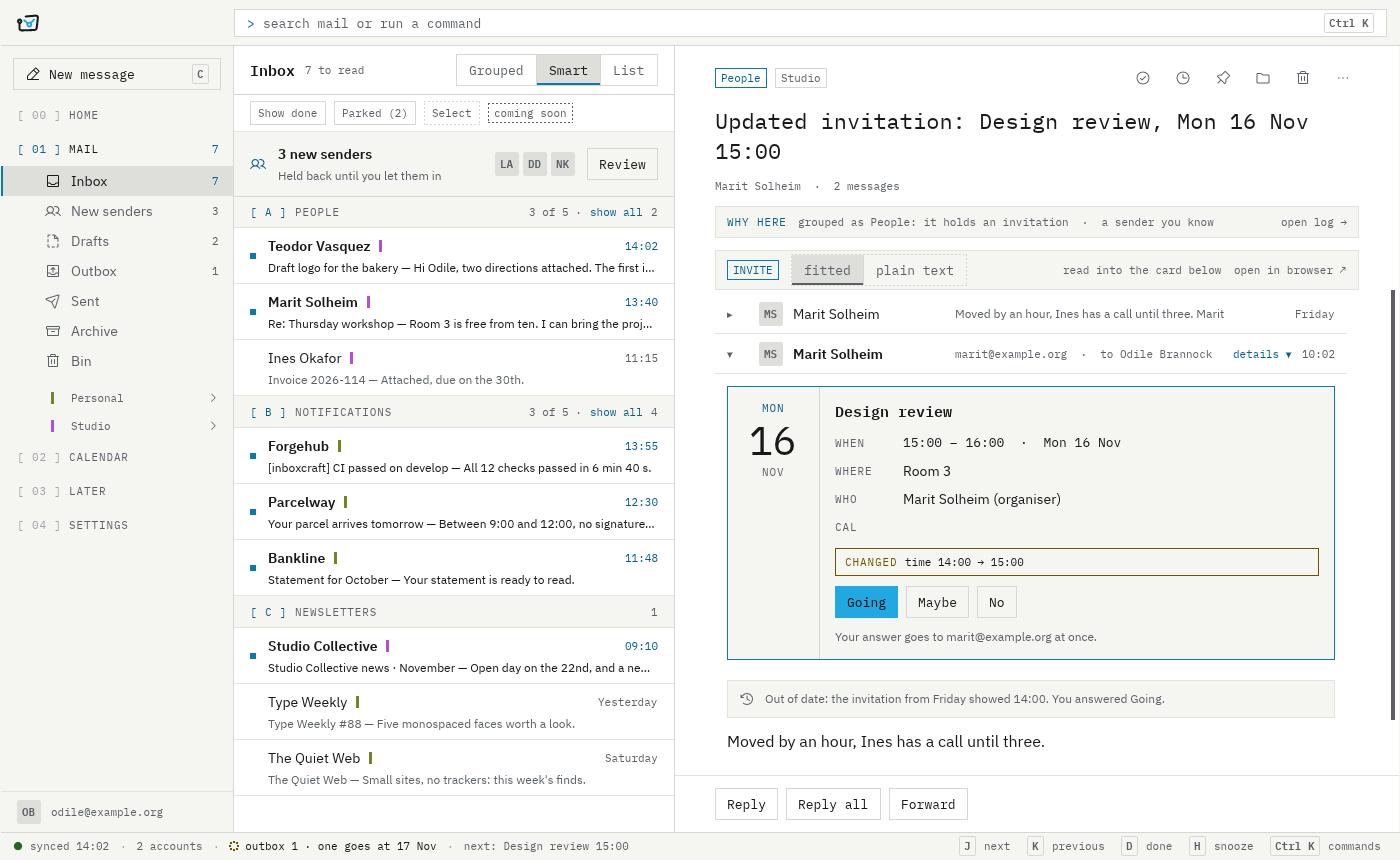 > search mail or run a command Ctrl K
New message C
[ 00 ] HOME
[ 01 ] MAIL 7
Inbox 7
New senders 3
Drafts 2
Outbox 1
Sent
Archive
Bin
Personal
Studio
[ 02 ] CALENDAR
[ 03 ] LATER
[ 04 ] SETTINGS
OB odile@example.org
Inbox 7 to read Grouped Smart List
Show done Parked (2) Select coming soon
3 new senders
Held back until you let them in
LA DD NK Review
[ A ] PEOPLE 3 of 5 · show all 2
Teodor Vasquez 14:02
Draft logo for the bakery — Hi Odile, two directions attached. The first i…
Marit Solheim 13:40
Re: Thursday workshop — Room 3 is free from ten. I can bring the proj…
Ines Okafor 11:15
Invoice 2026-114 — Attached, due on the 30th.
[ B ] NOTIFICATIONS 3 of 5 · show all 4
Forgehub 13:55
[inboxcraft] CI passed on develop — All 12 checks passed in 6 min 40 s.
Parcelway 12:30
Your parcel arrives tomorrow — Between 9:00 and 12:00, no signature…
Bankline 11:48
Statement for October — Your statement is ready to read.
[ C ] NEWSLETTERS 1
Studio Collective 09:10
Studio Collective news · November — Open day on the 22nd, and a ne…
Type Weekly Yesterday
Type Weekly #88 — Five monospaced faces worth a look.
The Quiet Web Saturday
The Quiet Web — Small sites, no trackers: this week's finds.
People Studio
Updated invitation: Design review, Mon 16 Nov
15:00
Marit Solheim · 2 messages
WHY HERE grouped as People: it holds an invitation · a sender you know open log →
INVITE fitted plain text read into the card below open in browser ↗
▸ MS Marit Solheim Moved by an hour, Ines has a call until three. Marit Friday
▾ MS Marit Solheim marit@example.org · to Odile Brannock details ▾ 10:02
MON
16
NOV
Design review
WHEN 15:00 – 16:00 · Mon 16 Nov
WHERE Room 3
WHO Marit Solheim (organiser)
CAL
CHANGED time 14:00 → 15:00
Going Maybe No
Your answer goes to marit@example.org at once.
Out of date: the invitation from Friday showed 14:00. You answered Going.
Moved by an hour, Ines has a call until three.
Reply Reply all Forward
synced 14:02 · 2 accounts · outbox 1 · one goes at 17 Nov · next: Design review 15:00
J next K previous D done H snooze Ctrl K commands